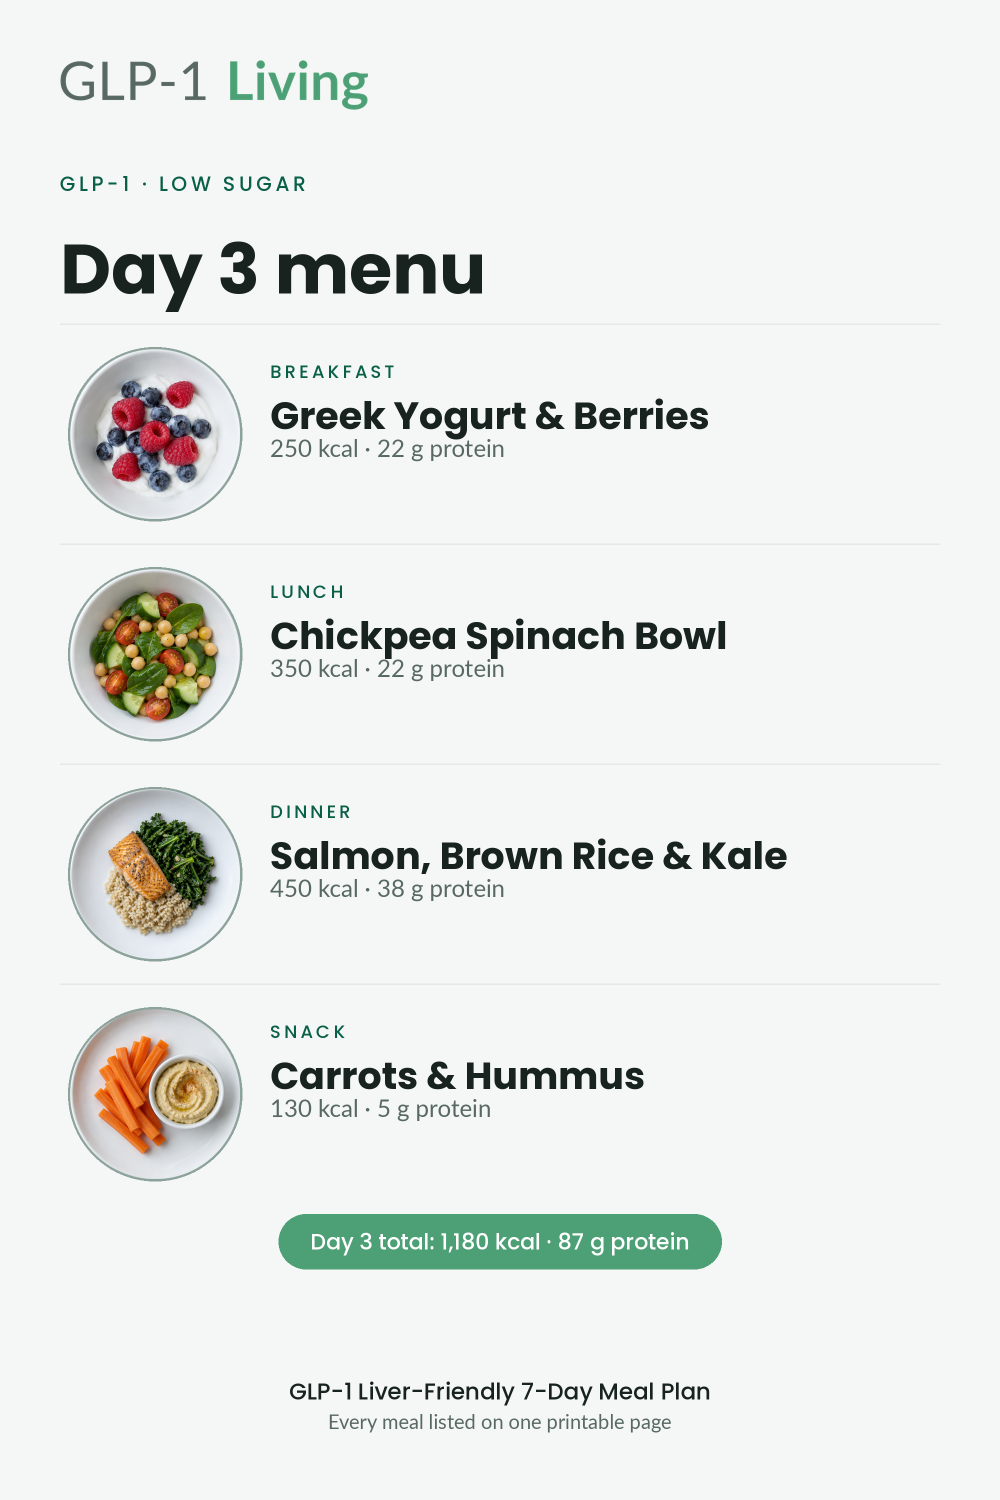 GLP-1 Living
GLP-1 · LOW SUGAR
Day 3 menu
BREAKFAST
Greek Yogurt & Berries
250 kcal · 22 g protein
LUNCH
Chickpea Spinach Bowl
350 kcal · 22 g protein
DINNER
Salmon, Brown Rice & Kale
450 kcal · 38 g protein
SNACK
Carrots & Hummus
130 kcal · 5 g protein
Day 3 total: 1,180 kcal · 87 g protein
GLP-1 Liver-Friendly 7-Day Meal Plan
Every meal listed on one printable page